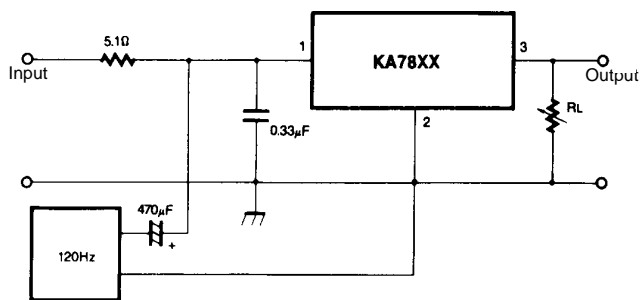 5.1Ω
Input
1
KA78XX
3
Output
2
0.33µF
RL
470µF
+
120Hz